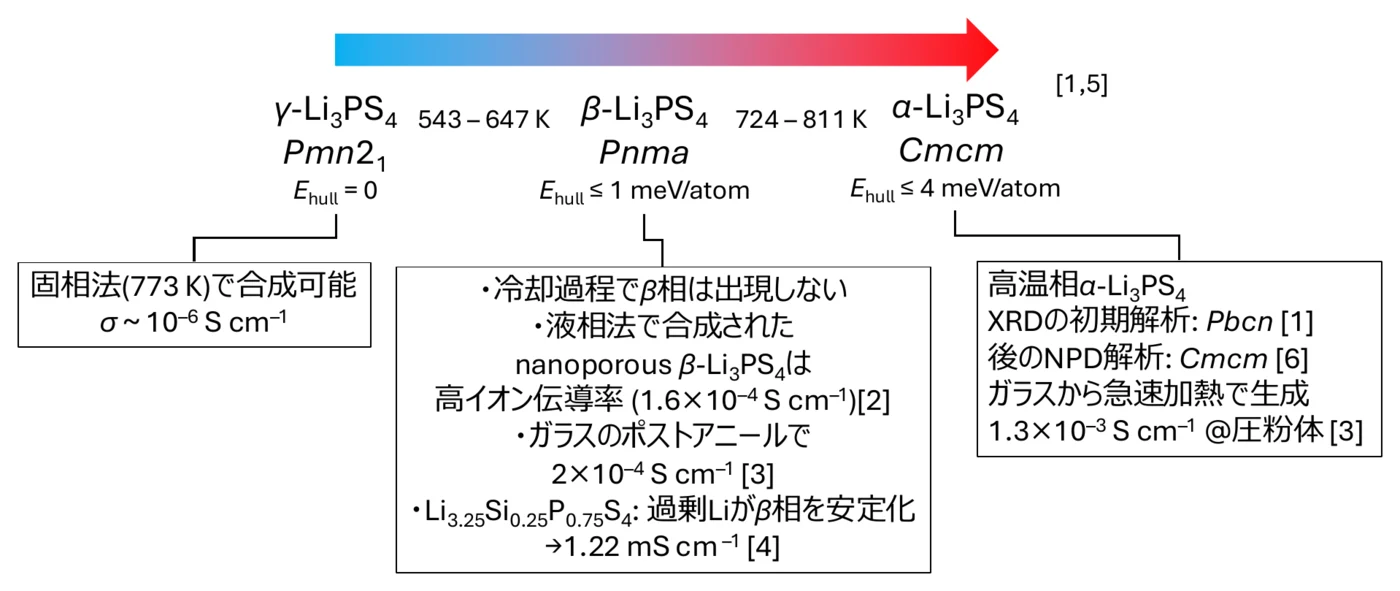 [1,5]
γ-Li₃PS₄ 543 – 647 K β-Li₃PS₄ 724 – 811 K α-Li₃PS₄
Pmn2₁ Pnma Cmcm
E_hull = 0 E_hull ≤ 1 meV/atom E_hull ≤ 4 meV/atom
固相法(773 K)で合成可能
σ ~ 10⁻⁶ S cm⁻¹
・冷却過程でβ相は出現しない
・液相法で合成された
nanoporous β-Li₃PS₄は
高イオン伝導率 (1.6×10⁻⁴ S cm⁻¹)[2]
・ガラスのポストアニールで
2×10⁻⁴ S cm⁻¹ [3]
・Li₃.₂₅Si₀.₂₅P₀.₇₅S₄: 過剰Liがβ相を安定化
→1.22 mS cm⁻¹ [4]
高温相α-Li₃PS₄
XRDの初期解析: Pbcn [1]
後のNPD解析: Cmcm [6]
ガラスから急速加熱で生成
1.3×10⁻³ S cm⁻¹ @圧粉体 [3]